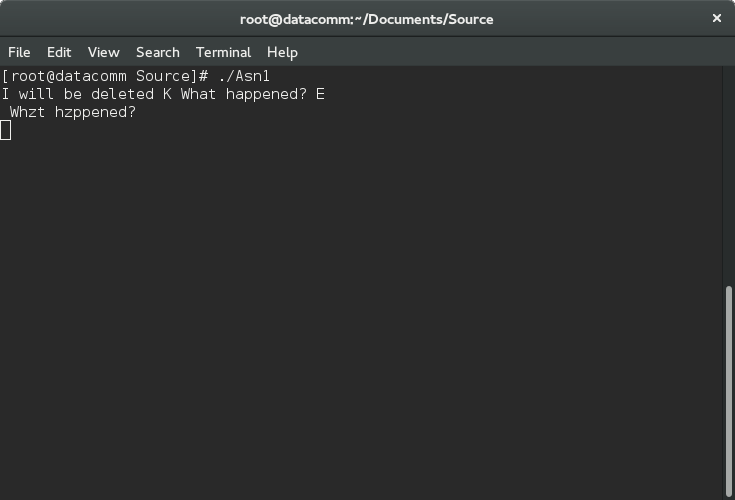 root@datacomm:~/Documents/Source
×
File Edit View Search Terminal Help
[root@datacomm Source]# ./Asn1
I will be deleted K What happened? E
Whzt hzppened?